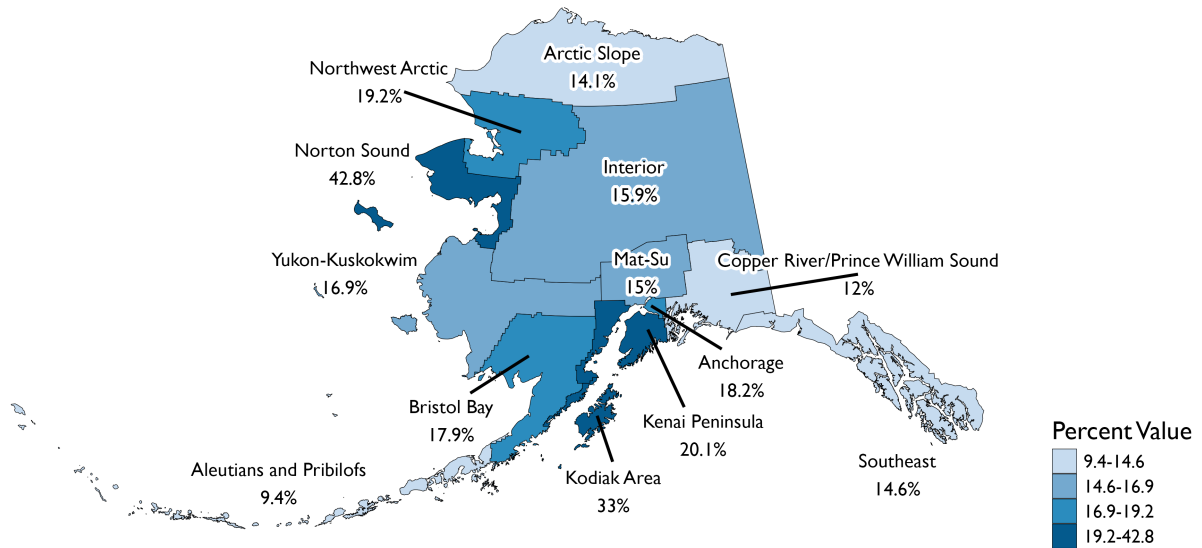 Arctic Slope
14.1%
Northwest Arctic
19.2%
Norton Sound
42.8%
Interior
15.9%
Yukon-Kuskokwim
16.9%
Mat-Su
15%
Copper River/Prince William Sound
12%
Anchorage
18.2%
Bristol Bay
17.9%
Kenai Peninsula
20.1%
Aleutians and Pribilofs
9.4%
Kodiak Area
33%
Southeast
14.6%
Percent Value
9.4-14.6
14.6-16.9
16.9-19.2
19.2-42.8